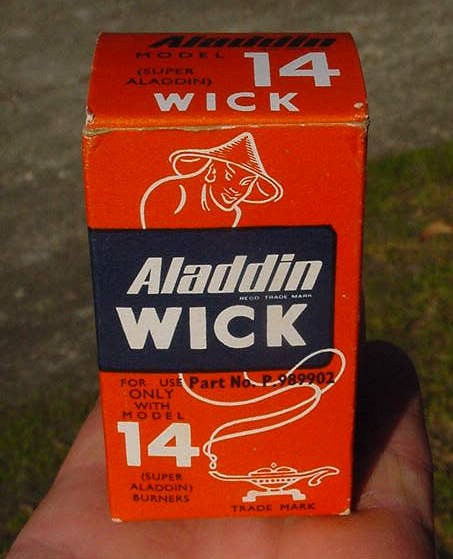 Aladdin
MODEL 14
(SUPER
ALADDIN)
WICK
Aladdin
REGD TRADE MARK
WICK
FOR USE Part No. P.989902
ONLY
WITH
MODEL
14
(SUPER
ALADDIN)
BURNERS
TRADE MARK